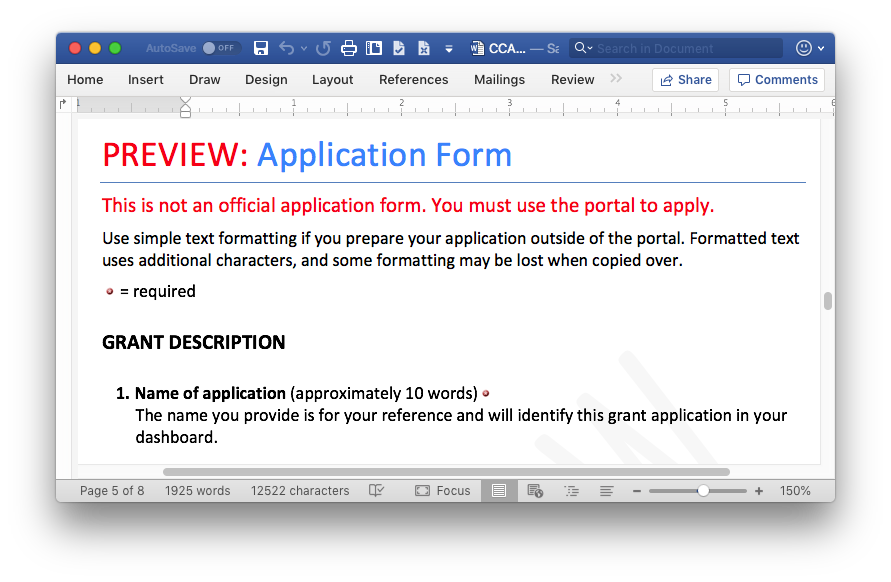 AutoSave OFF CCA... — Sa Search in Document
Home Insert Draw Design Layout References Mailings Review Share Comments
1 1 2 3 4 5 6
PREVIEW: Application Form
This is not an official application form. You must use the portal to apply.
Use simple text formatting if you prepare your application outside of the portal. Formatted text
uses additional characters, and some formatting may be lost when copied over.
= required
GRANT DESCRIPTION
1. Name of application (approximately 10 words)
The name you provide is for your reference and will identify this grant application in your
dashboard.
Page 5 of 8 1925 words 12522 characters Focus 150%